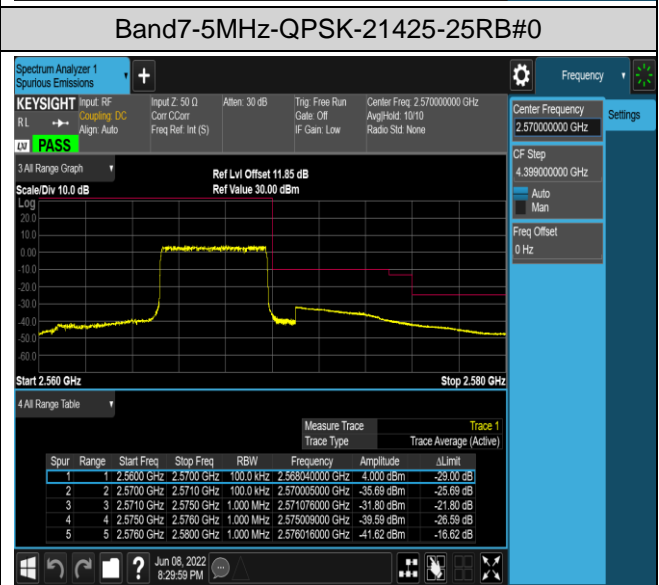 Band7-5MHz-QPSK-21425-25RB#0
Spectrum Analyzer 1
Spurious Emissions
Frequency
KEYSIGHT Input: RF Input Z: 50 Ω Atten: 30 dB Trig: Free Run Center Freq: 2.570000000 GHz
RL Coupling: DC Corr CCorr Gate: Off Avg|Hold: 10/10
Align: Auto Freq Ref: Int (S) IF Gain: Low Radio Std: None
LXI PASS
Center Frequency
2.570000000 GHz
Settings
CF Step
4.399000000 GHz
Auto
Man
Freq Offset
0 Hz
3 All Range Graph
Ref Lvl Offset 11.85 dB
Scale/Div 10.0 dB Ref Value 30.00 dBm
Log
20.0
10.0
0.00
-10.0
-20.0
-30.0
-40.0
-50.0
-60.0
Start 2.560 GHz Stop 2.580 GHz
4 All Range Table
Measure Trace Trace 1
Trace Type Trace Average (Active)
Spur Range Start Freq Stop Freq RBW Frequency Amplitude ΔLimit
1 1 2.5600 GHz 2.5700 GHz 100.0 kHz 2.568040000 GHz 4.000 dBm -29.00 dB
2 2 2.5700 GHz 2.5710 GHz 100.0 kHz 2.570005000 GHz -35.69 dBm -25.69 dB
3 3 2.5710 GHz 2.5750 GHz 1.000 MHz 2.571076000 GHz -31.80 dBm -21.80 dB
4 4 2.5750 GHz 2.5760 GHz 1.000 MHz 2.575009000 GHz -39.59 dBm -26.59 dB
5 5 2.5760 GHz 2.5800 GHz 1.000 MHz 2.576016000 GHz -41.62 dBm -16.62 dB
Jun 08, 2022
8:29:59 PM